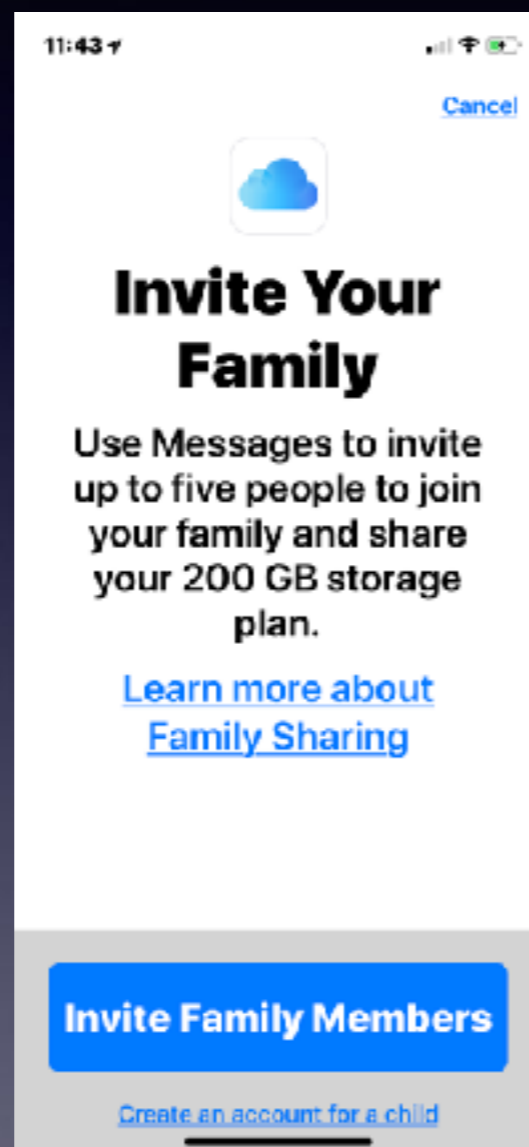 11:43
Cancel
Invite Your
Family
Use Messages to invite
up to five people to join
your family and share
your 200 GB storage
plan.
Learn more about
Family Sharing
Invite Family Members
Create an account for a child